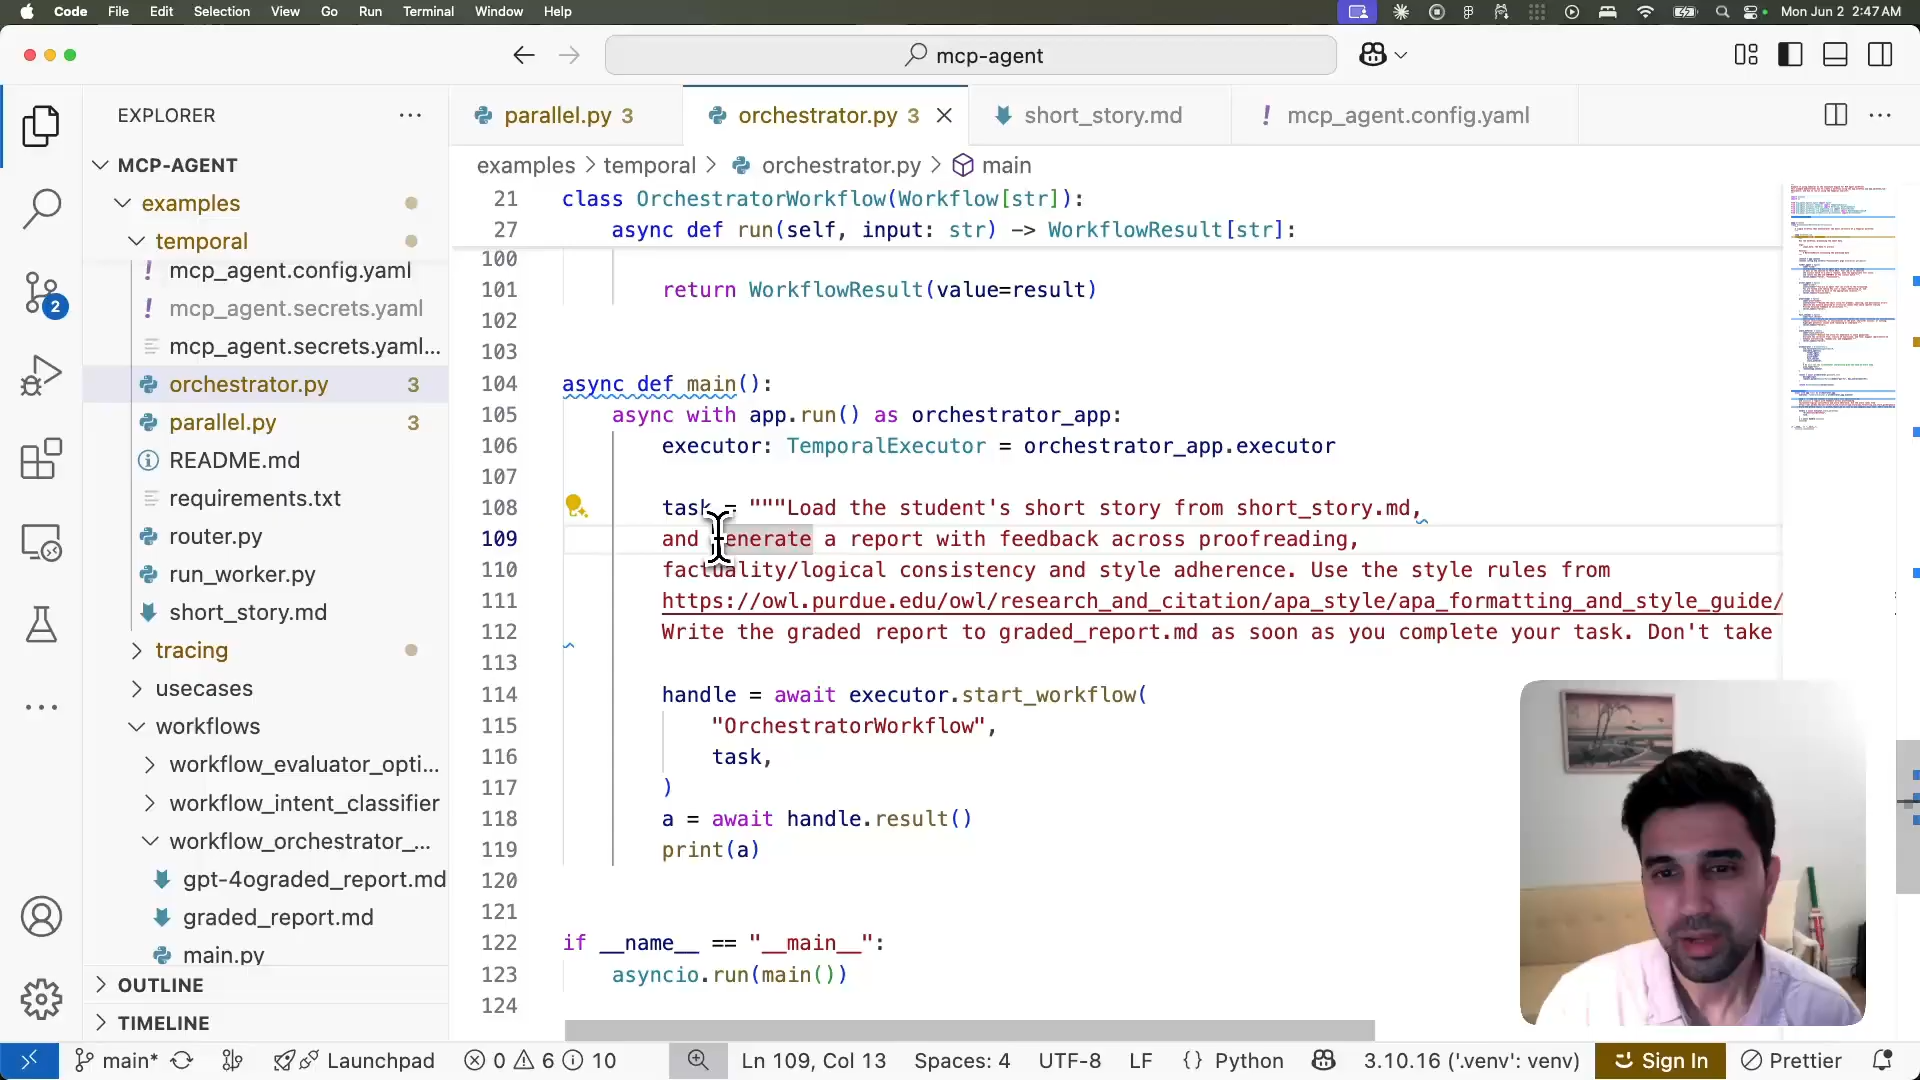 Code File Edit Selection View Go Run Terminal Window Help Mon Jun 2 2:47 AM
mcp-agent
EXPLORER
MCP-AGENT
examples
temporal
mcp_agent.config.yaml
mcp_agent.secrets.yaml
mcp_agent.secrets.yaml...
orchestrator.py 3
parallel.py 3
README.md
requirements.txt
router.py
run_worker.py
short_story.md
tracing
usecases
workflows
workflow_evaluator_opti...
workflow_intent_classifier
workflow_orchestrator_...
gpt-4ograded_report.md
graded_report.md
main.py
OUTLINE
TIMELINE
2
parallel.py 3 orchestrator.py 3 short_story.md ! mcp_agent.config.yaml
examples > temporal > orchestrator.py > main
21 class OrchestratorWorkflow(Workflow[str]):
27 async def run(self, input: str) -> WorkflowResult[str]:
100
101 return WorkflowResult(value=result)
102
103
104 async def main():
105 async with app.run() as orchestrator_app:
106 executor: TemporalExecutor = orchestrator_app.executor
107
108 task = """Load the student's short story from short_story.md,
109 and generate a report with feedback across proofreading,
110 factuality/logical consistency and style adherence. Use the style rules from
111 https://owl.purdue.edu/owl/research_and_citation/apa_style/apa_formatting_and_style_guide/
112 Write the graded report to graded_report.md as soon as you complete your task. Don't take
113
114 handle = await executor.start_workflow(
115 "OrchestratorWorkflow",
116 task,
117 )
118 a = await handle.result()
119 print(a)
120
121
122 if __name__ == "__main__":
123 asyncio.run(main())
124
main* Launchpad 0 6 10 Ln 109, Col 13 Spaces: 4 UTF-8 LF {} Python 3.10.16 ('.venv': venv) Sign In Prettier